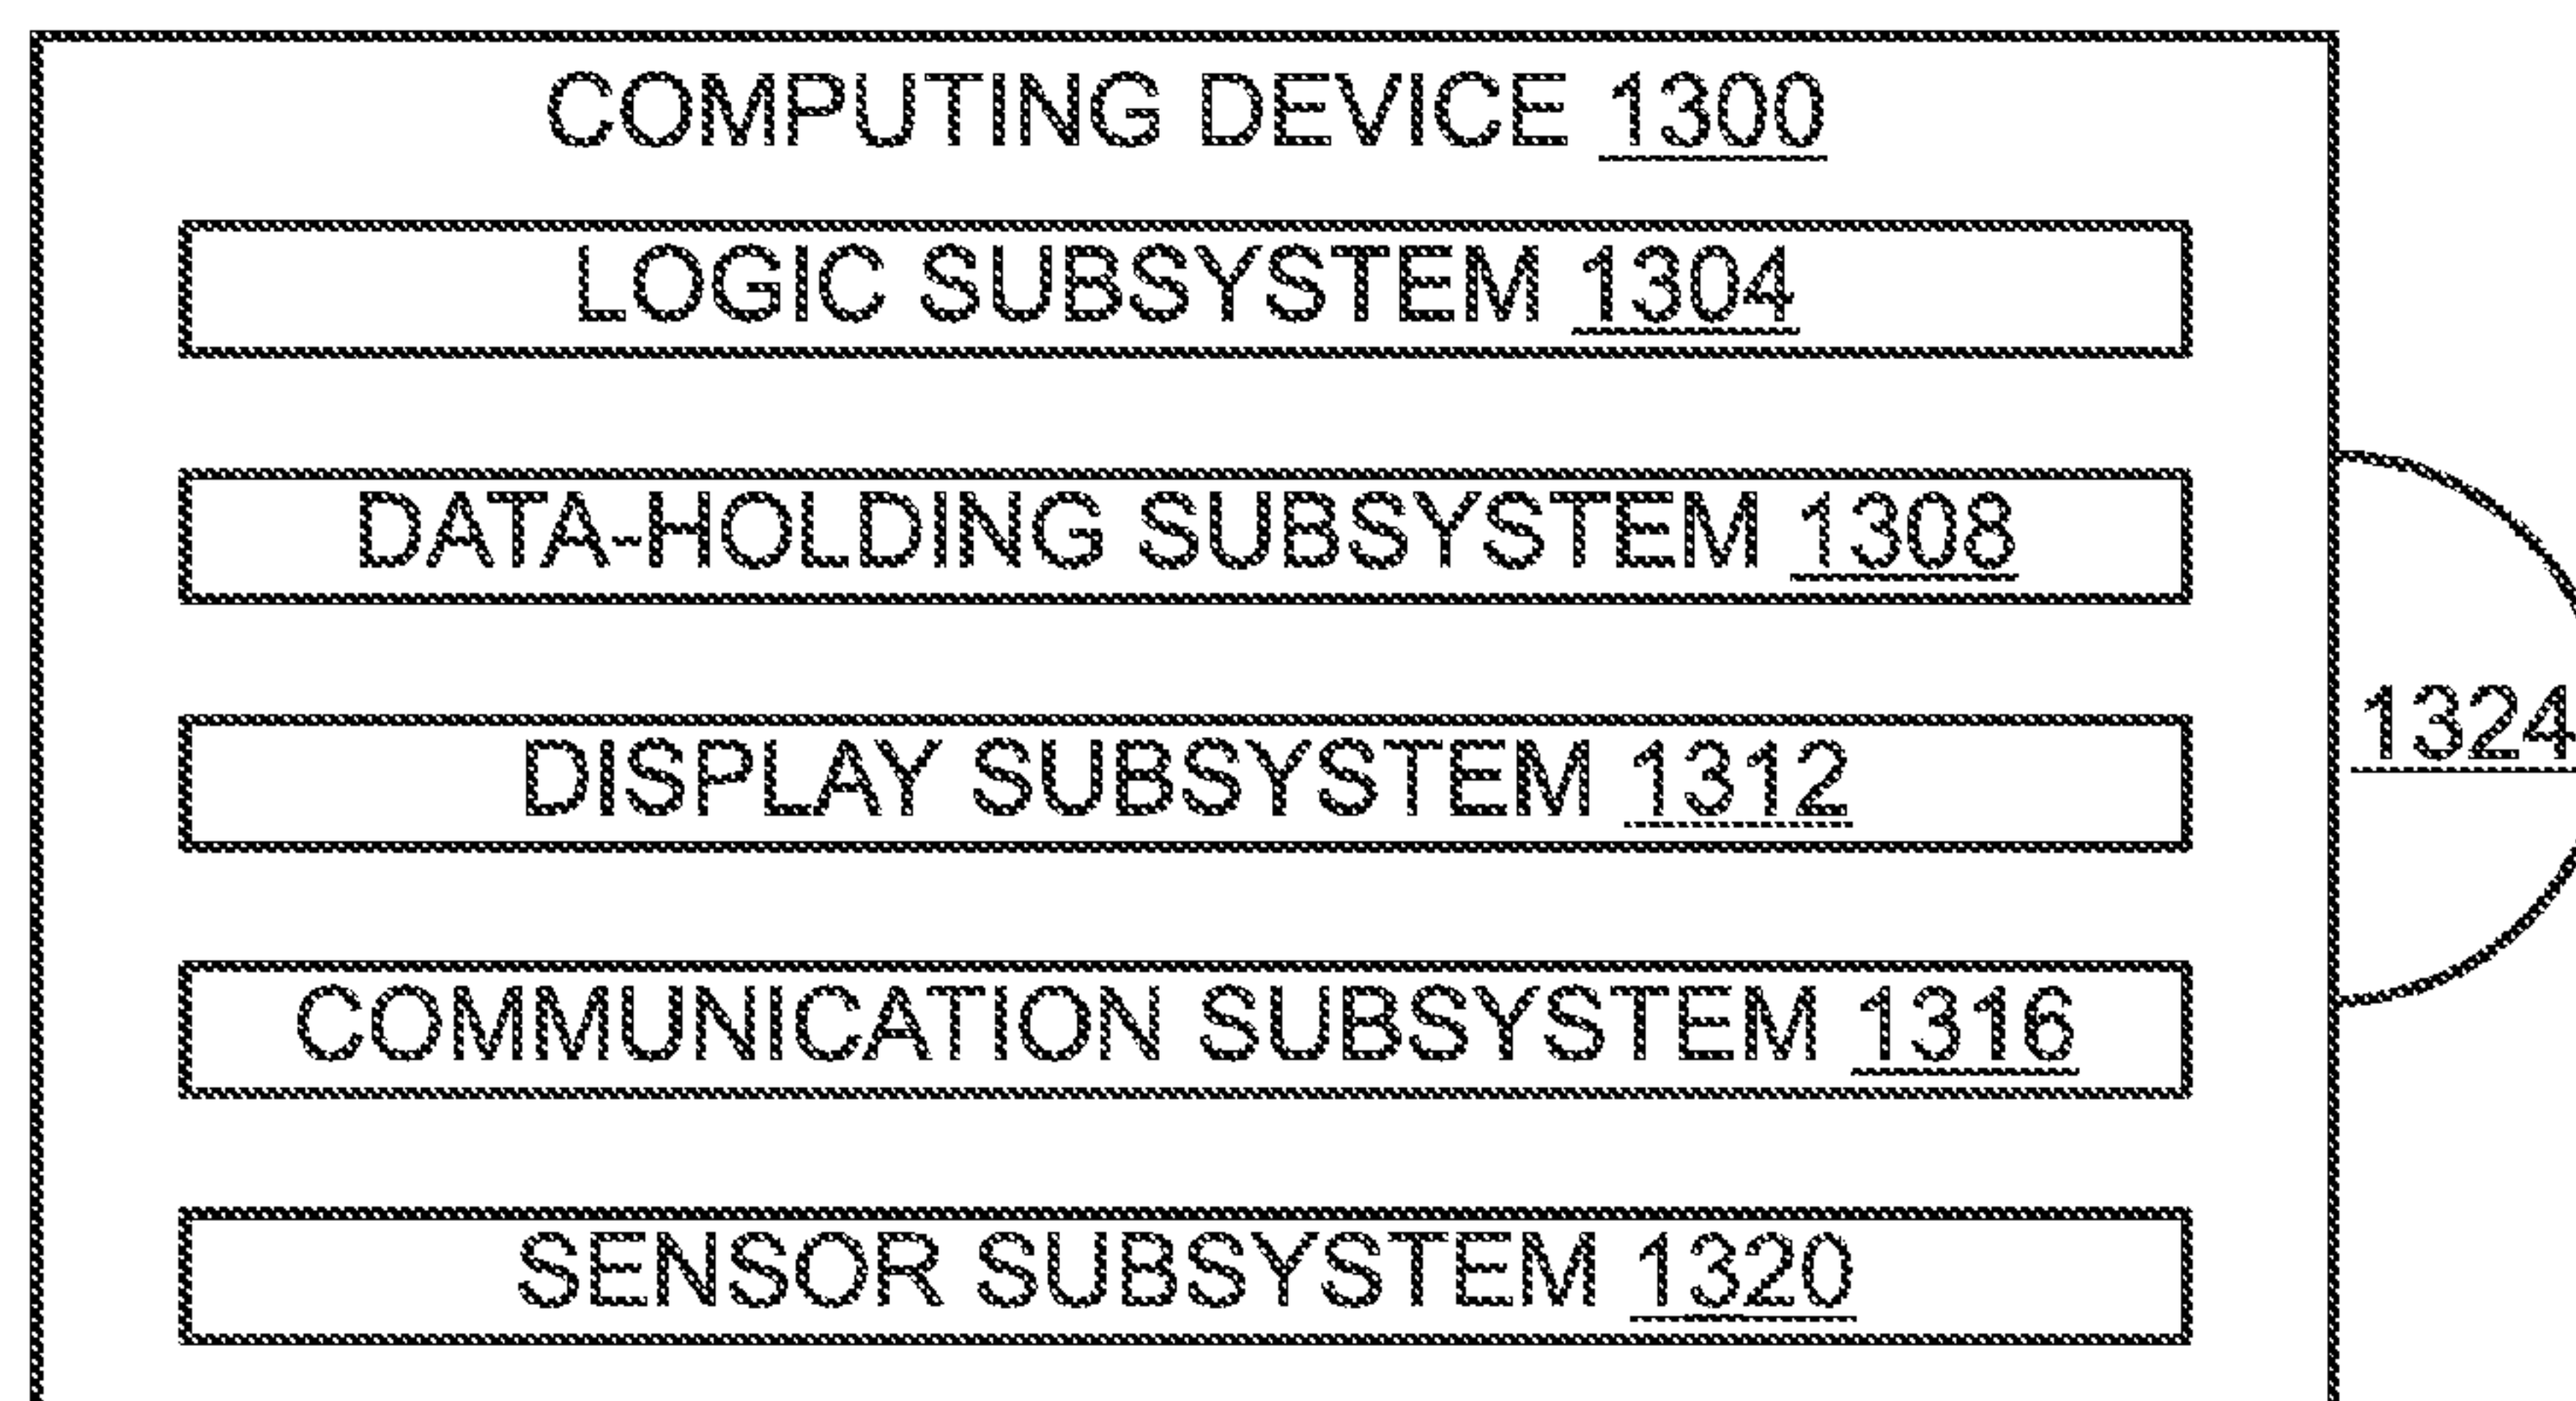 COMPUTING DEVICE 1300
LOGIC SUBSYSTEM 1304
DATA-HOLDING SUBSYSTEM 1308
DISPLAY SUBSYSTEM 1312
1324
COMMUNICATION SUBSYSTEM 1316
SENSOR SUBSYSTEM 1320